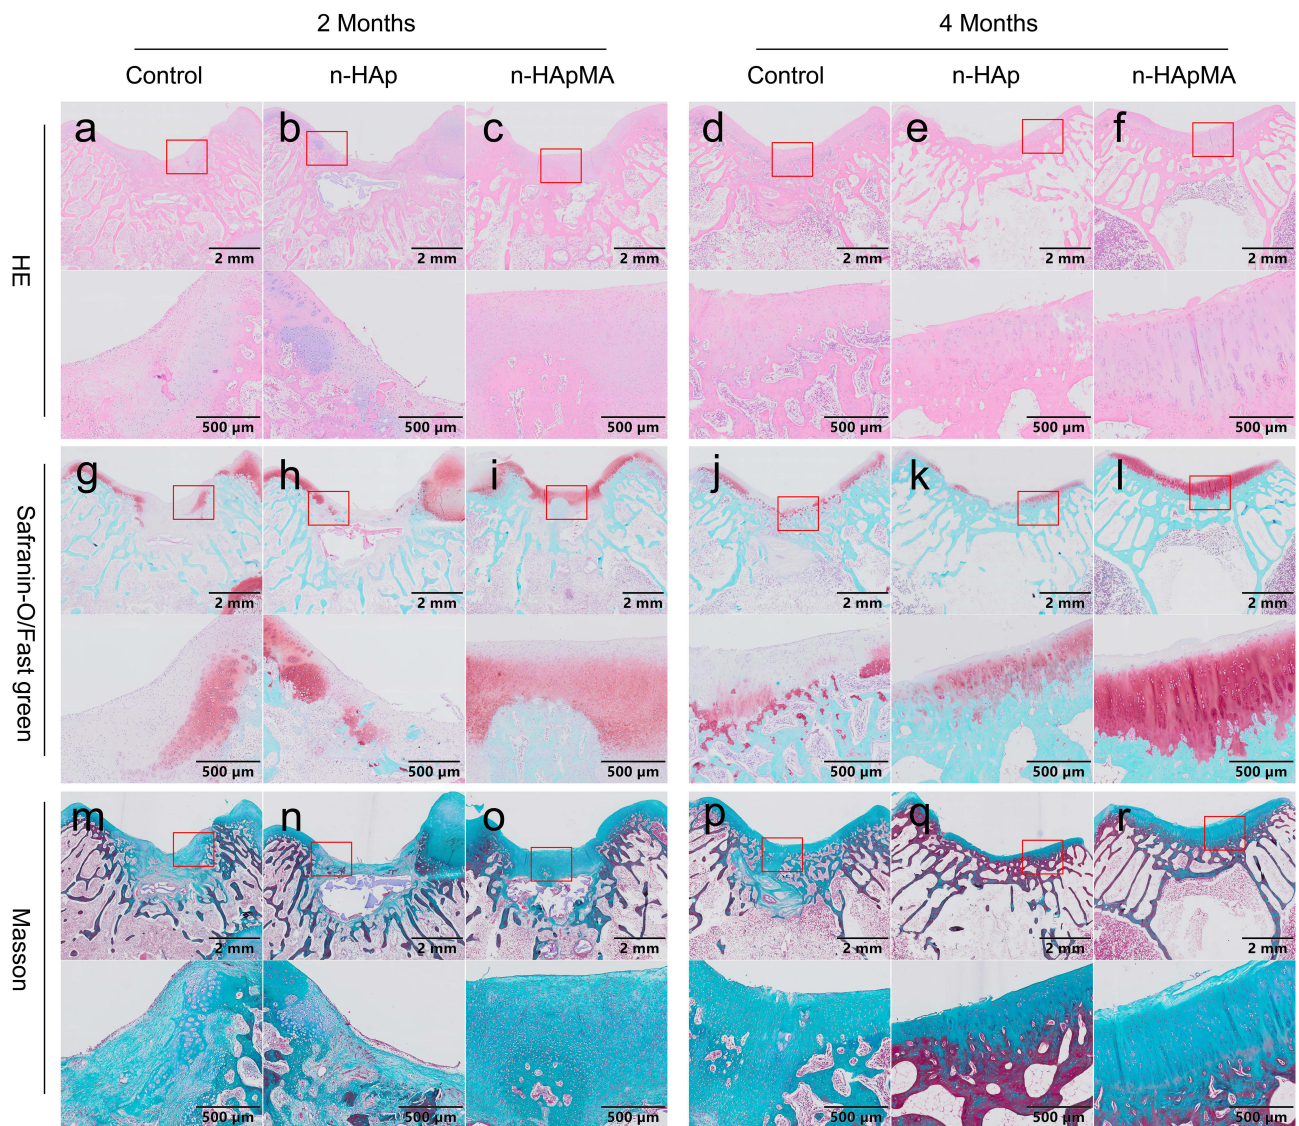 2 Months 4 Months
Control n-HAp n-HApMA Control n-HAp n-HApMA
HE
a b c d e f
2 mm 2 mm 2 mm 2 mm 2 mm 2 mm
500 µm 500 µm 500 µm 500 µm 500 µm 500 µm
Safranin-O/Fast green
g h i j k l
2 mm 2 mm 2 mm 2 mm 2 mm 2 mm
500 µm 500 µm 500 µm 500 µm 500 µm 500 µm
Masson
m n o p q r
2 mm 2 mm 2 mm 2 mm 2 mm 2 mm
500 µm 500 µm 500 µm 500 µm 500 µm 500 µm